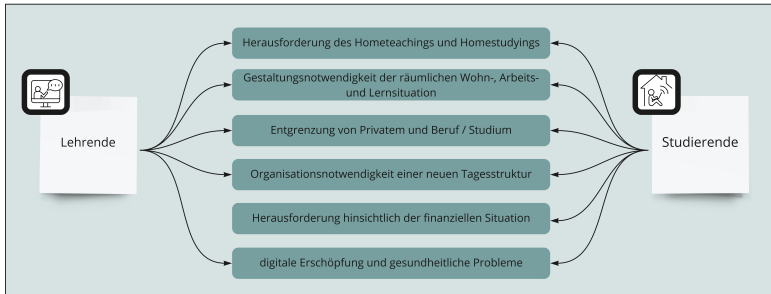 Lehrende
Herausforderung des Hometeachings und Homestudyings
Gestaltungsnotwendigkeit der räumlichen Wohn-, Arbeits-
und Lernsituation
Entgrenzung von Privatem und Beruf / Studium
Organisationsnotwendigkeit einer neuen Tagesstruktur
Herausforderung hinsichtlich der finanziellen Situation
digitale Erschöpfung und gesundheitliche Probleme
Studierende